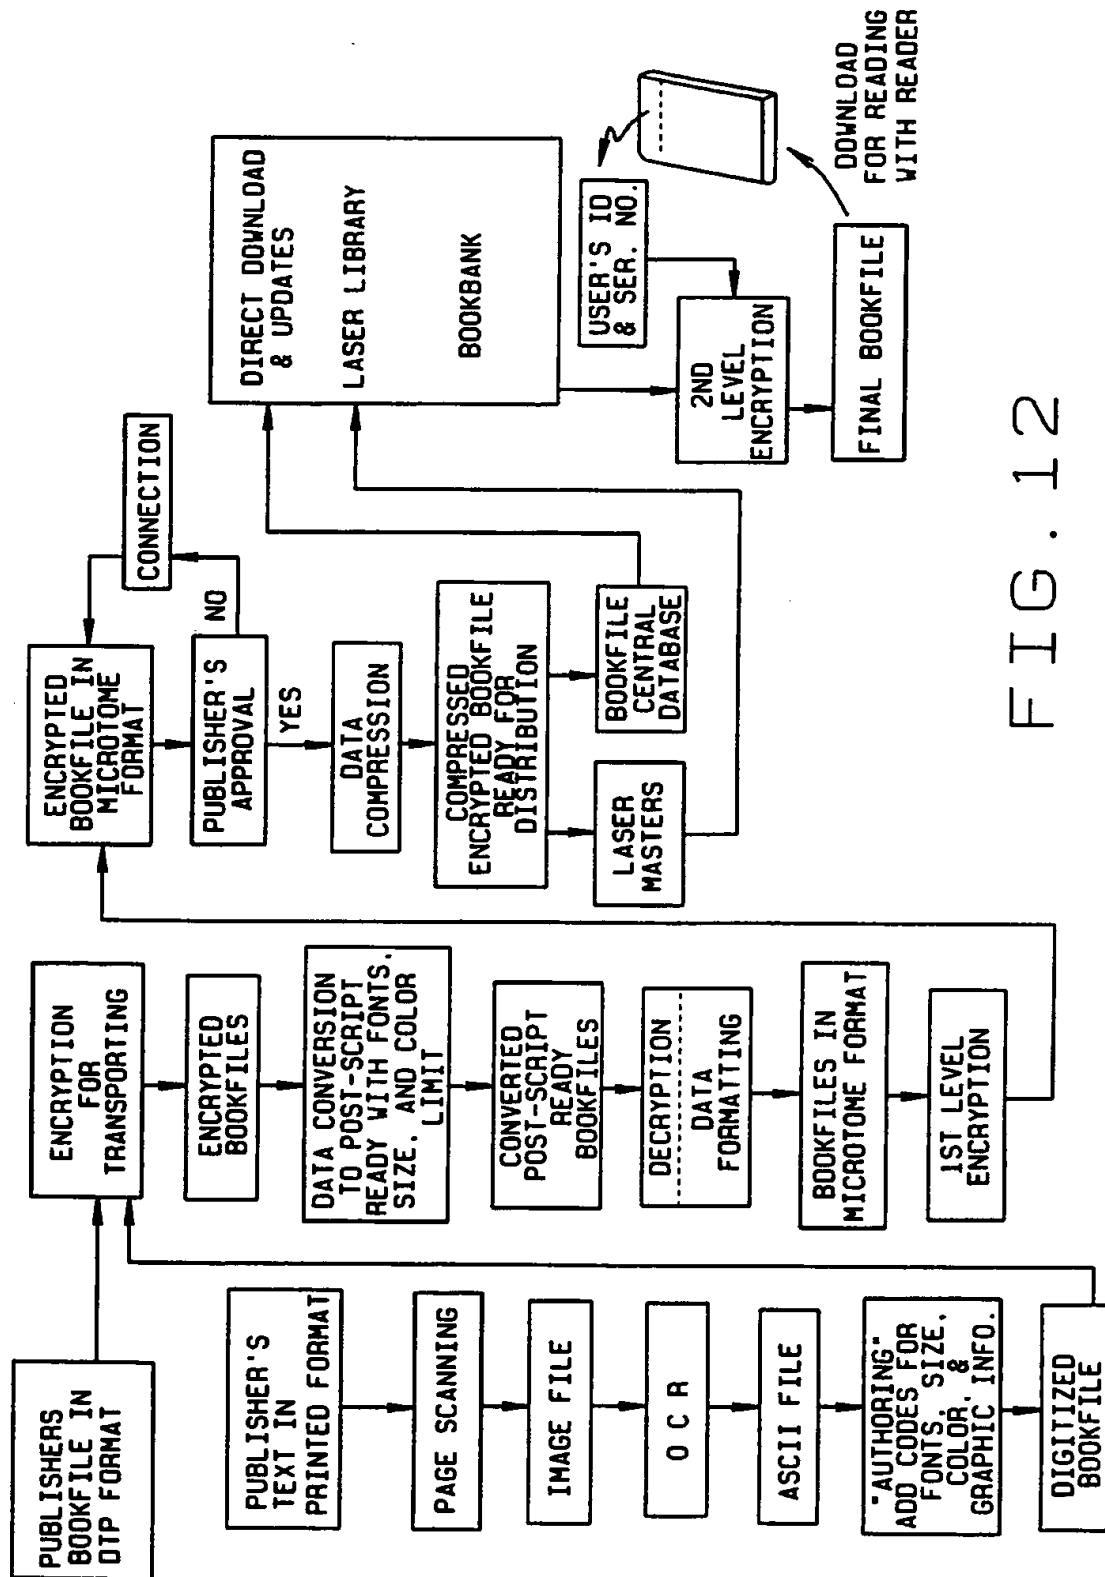 PUBLISHERS
BOOKFILE IN
DTP FORMAT
PUBLISHER'S
TEXT IN
PRINTED FORMAT
PAGE SCANNING
IMAGE FILE
O C R
ASCII FILE
"AUTHORING"
ADD CODES FOR
FONTS, SIZE,
COLOR, &
GRAPHIC INFO.
DIGITIZED
BOOKFILE
ENCRYPTION
FOR
TRANSPORTING
ENCRYPTED
BOOKFILES
DATA CONVERSION
TO POST-SCRIPT
READY WITH FONTS,
SIZE, AND COLOR
LIMIT
CONVERTED
POST-SCRIPT
READY
BOOKFILES
DECRYPTION
DATA
FORMATTING
BOOKFILES IN
MICROTOME FORMAT
1ST LEVEL
ENCRYPTION
ENCRYPTED
BOOKFILE IN
MICROTOME
FORMAT
CONNECTION
PUBLISHER'S
APPROVAL
NO
YES
DATA
COMPRESSION
COMPRESSED
ENCRYPTED BOOKFILE
READY FOR
DISTRIBUTION
LASER
MASTERS
BOOKFILE
CENTRAL
DATABASE
DIRECT DOWNLOAD
& UPDATES
LASER LIBRARY
BOOKBANK
USER'S ID
& SER. NO.
2ND
LEVEL
ENCRYPTION
FINAL BOOKFILE
DOWNLOAD
FOR READING
WITH READER
FIG. 12